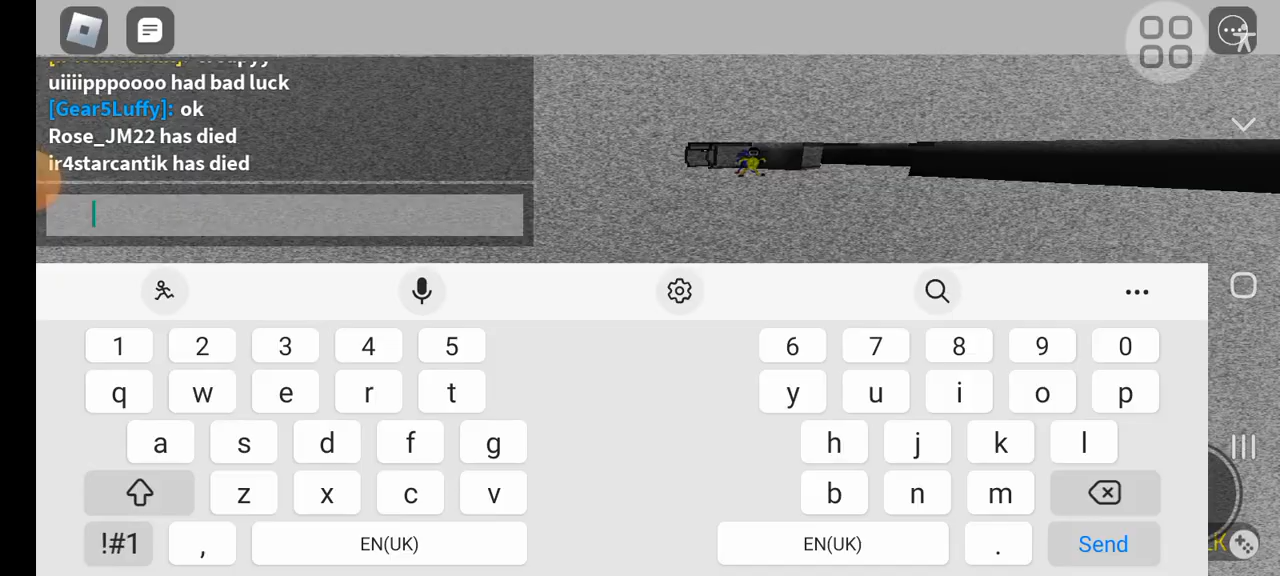 uiiiipppoooo had bad luck
[Gear5Luffy]: ok
Rose_JM22 has died
ir4starcantik has died
1 2 3 4 5 6 7 8 9 0
q w e r t y u i o p
a s d f g h j k l
z x c v b n m
!#1 , EN(UK) EN(UK) . Send